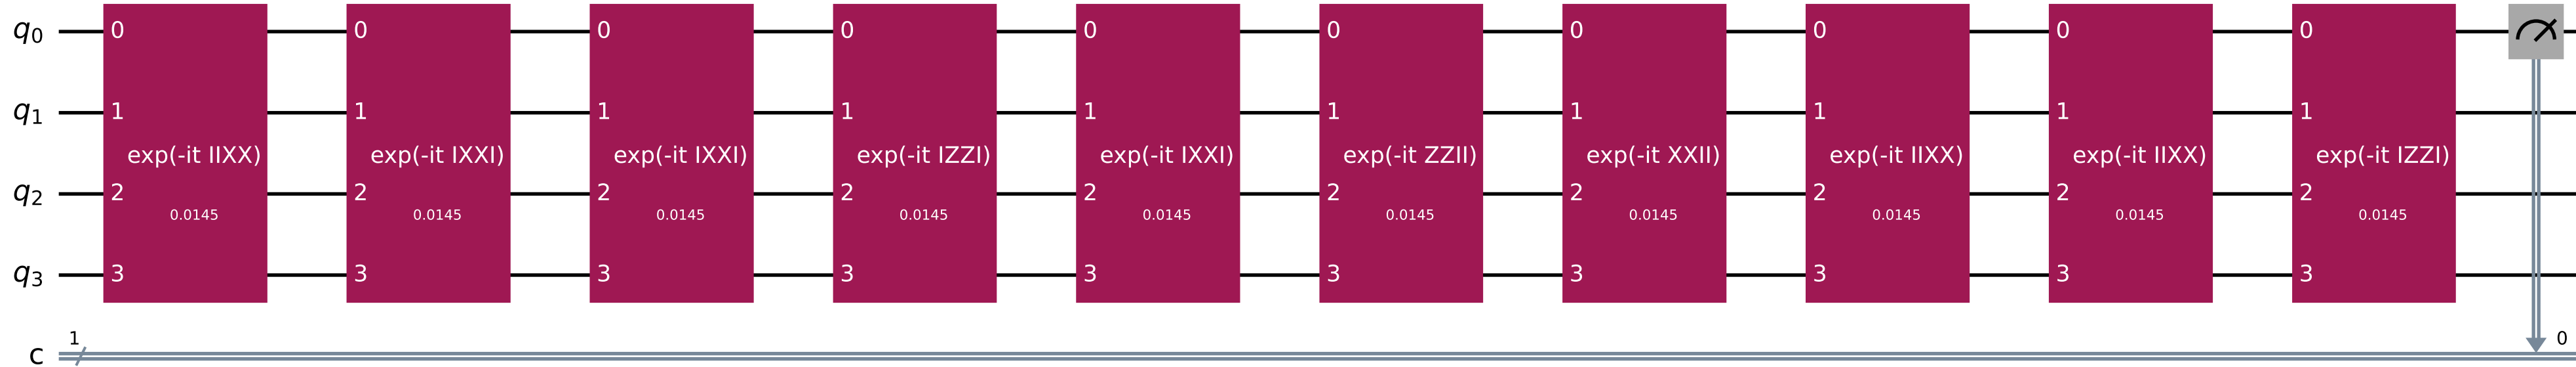 q0 0 0 0 0 0 0 0 0 0 0
q1 1 1 1 1 1 1 1 1 1 1
exp(-it IIXX) exp(-it IXXI) exp(-it IXXI) exp(-it IZZI) exp(-it IXXI) exp(-it ZZII) exp(-it XXII) exp(-it IIXX) exp(-it IIXX) exp(-it IZZI)
q2 2 2 2 2 2 2 2 2 2 2
0.0145 0.0145 0.0145 0.0145 0.0145 0.0145 0.0145 0.0145 0.0145 0.0145
q3 3 3 3 3 3 3 3 3 3 3
1 0
c